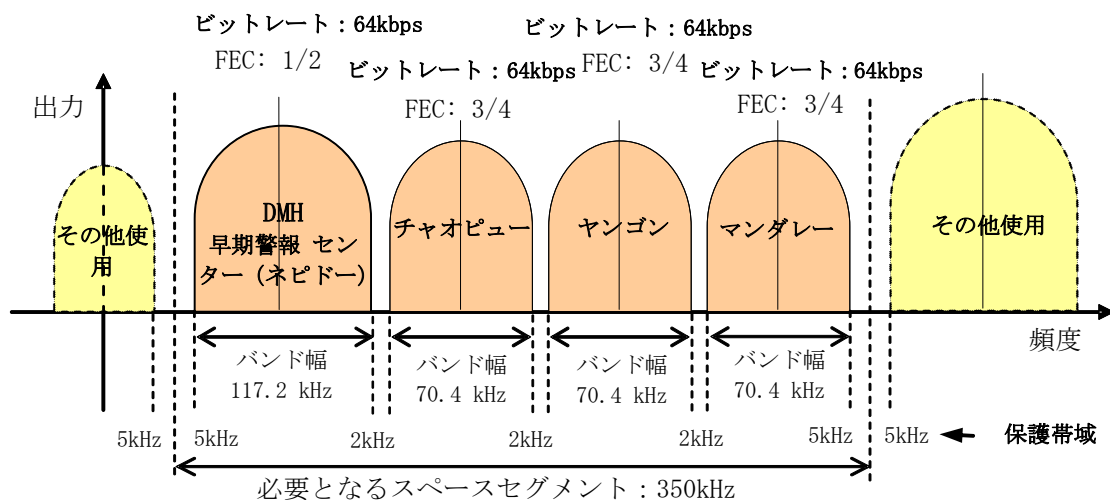 ビットレート：64kbps
FEC: 1/2
ビットレート：64kbps
FEC: 3/4
ビットレート：64kbps
FEC: 3/4
ビットレート：64kbps
FEC: 3/4
出力
その他使
用
DMH
早期警報 セン
ター（ネピドー）
チャオピュー
ヤンゴン
マンダレー
その他使用
頻度
バンド幅
117.2 kHz
バンド幅
70.4 kHz
バンド幅
70.4 kHz
バンド幅
70.4 kHz
5kHz
5kHz
2kHz
2kHz
2kHz
5kHz
5kHz
保護帯域
必要となるスペースセグメント：350kHz